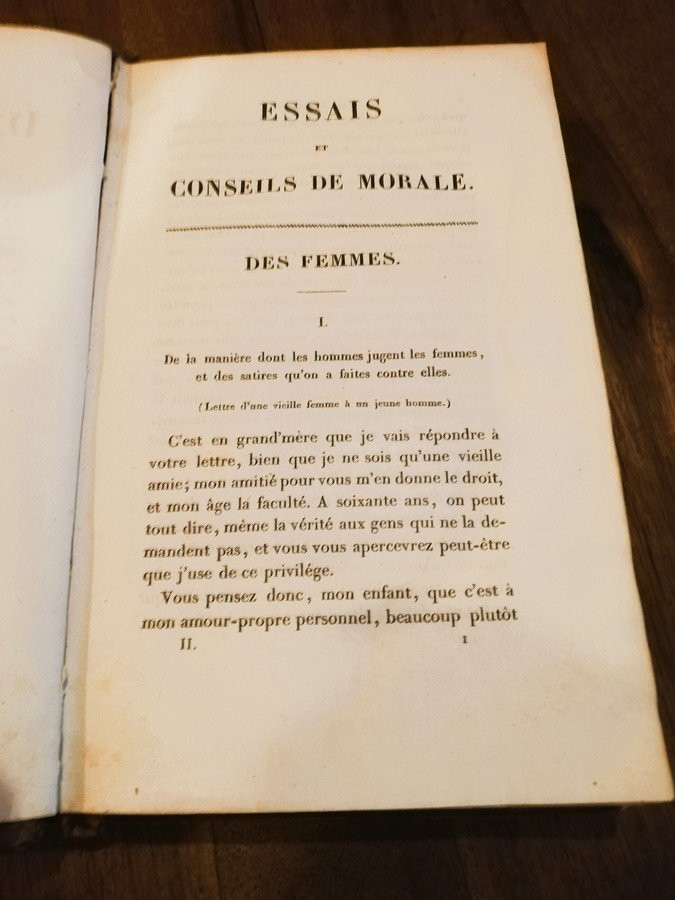 ESSAIS
ET
CONSEILS DE MORALE.
DES FEMMES.
I.
De la manière dont les hommes jugent les femmes,
et des satires qu'on a faites contre elles.
(Lettre d'une vieille femme à un jeune homme.)
C'est en grand'mère que je vais répondre à
votre lettre, bien que je ne sois qu'une vieille
amie; mon amitié pour vous m'en donne le droit,
et mon âge la faculté. A soixante ans, on peut
tout dire, même la vérité aux gens qui ne la de-
mandent pas, et vous vous apercevrez peut-être
que j'use de ce privilége.
Vous pensez donc, mon enfant, que c'est à
mon amour-propre personnel, beaucoup plutôt
II. 1